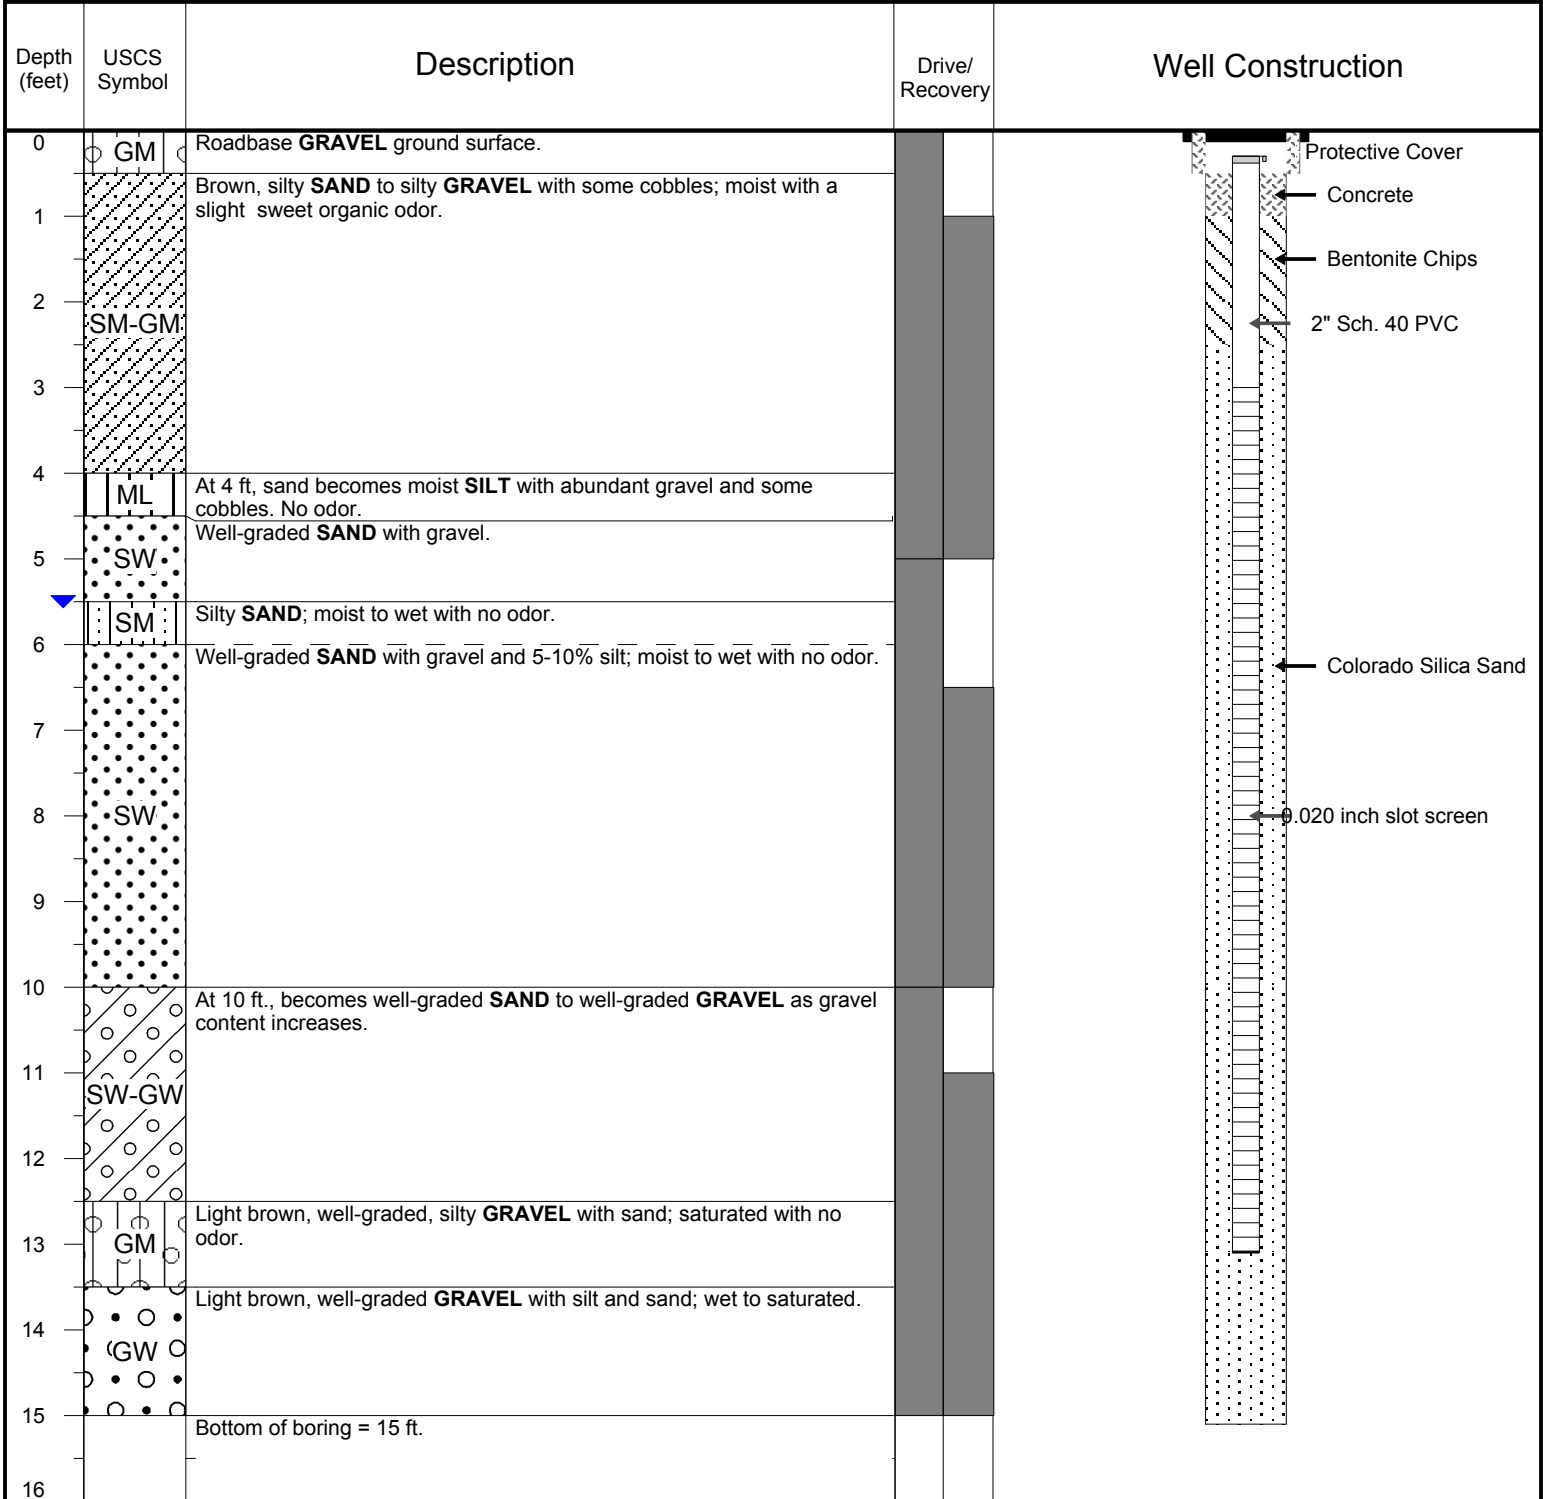 Depth
(feet)
USCS
Symbol
Description
Drive/
Recovery
Well Construction
0
GM
Roadbase GRAVEL ground surface.
Protective Cover
Brown, silty SAND to silty GRAVEL with some cobbles; moist with a
slight sweet organic odor.
Concrete
1
Bentonite Chips
2
SM-GM
2" Sch. 40 PVC
3
4
ML
At 4 ft, sand becomes moist SILT with abundant gravel and some
cobbles. No odor.
Well-graded SAND with gravel.
5
SW
SM
Silty SAND; moist to wet with no odor.
6
Well-graded SAND with gravel and 5-10% silt; moist to wet with no odor.
Colorado Silica Sand
7
8
SW
0.020 inch slot screen
9
10
At 10 ft., becomes well-graded SAND to well-graded GRAVEL as gravel
content increases.
11
SW-GW
12
Light brown, well-graded, silty GRAVEL with sand; saturated with no
odor.
13
GM
Light brown, well-graded GRAVEL with silt and sand; wet to saturated.
14
GW
15
Bottom of boring = 15 ft.
16